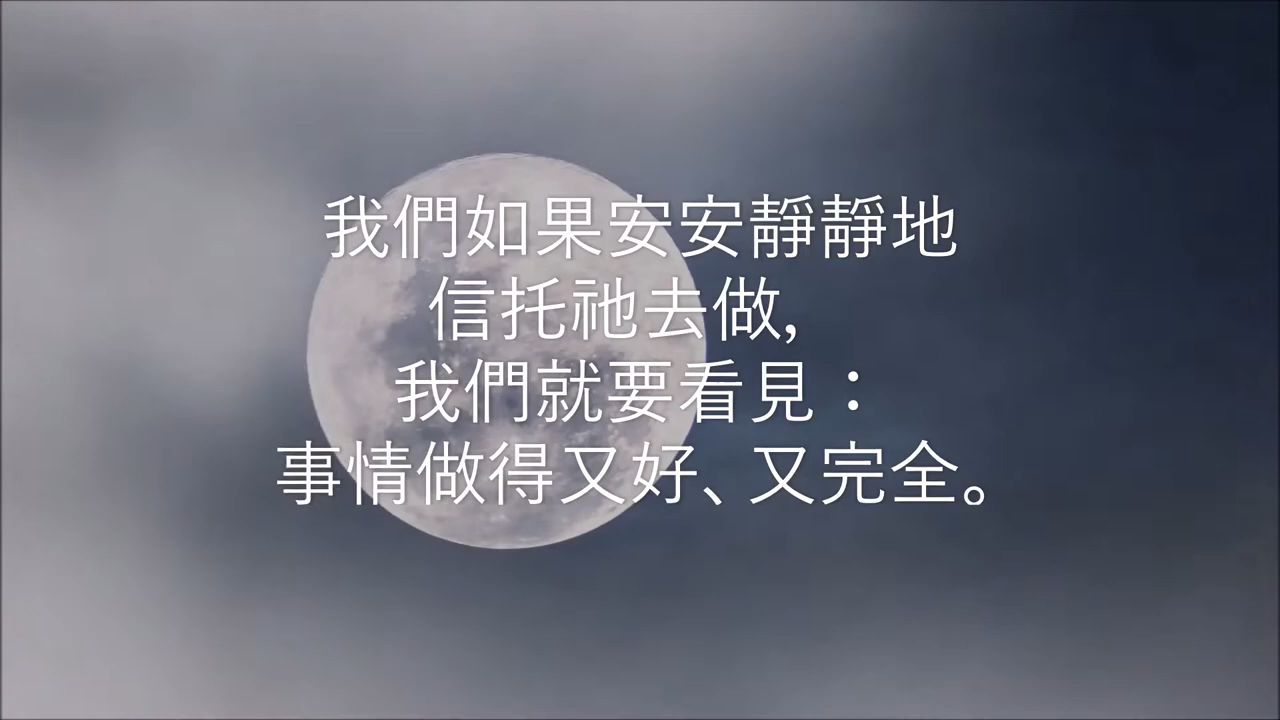 我們如果安安靜靜地
信托祂去做,
我們就要看見：
事情做得又好、又完全。